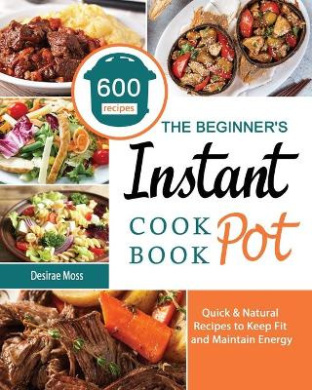 600
recipes
THE BEGINNER'S
Instant
COOK
BOOK
Pot
Desirae Moss
Quick & Natural
Recipes to Keep Fit
and Maintain Energy